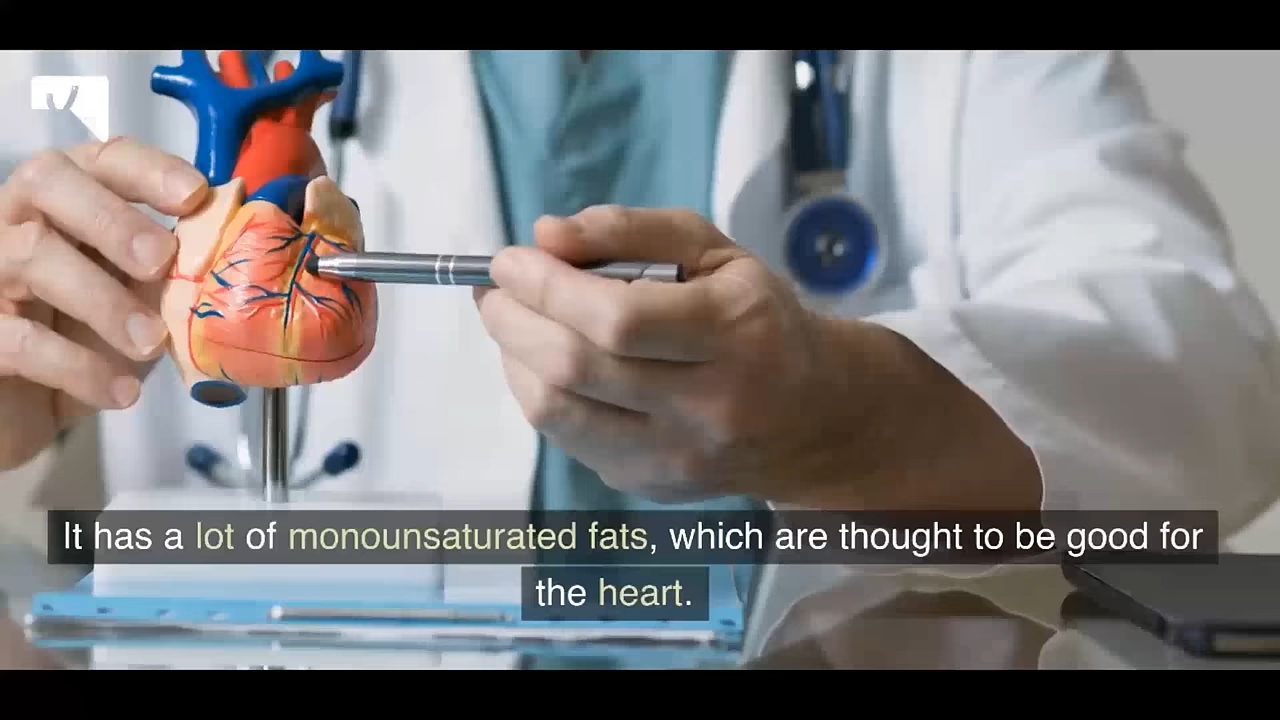 It has a lot of monounsaturated fats, which are thought to be good for
the heart.